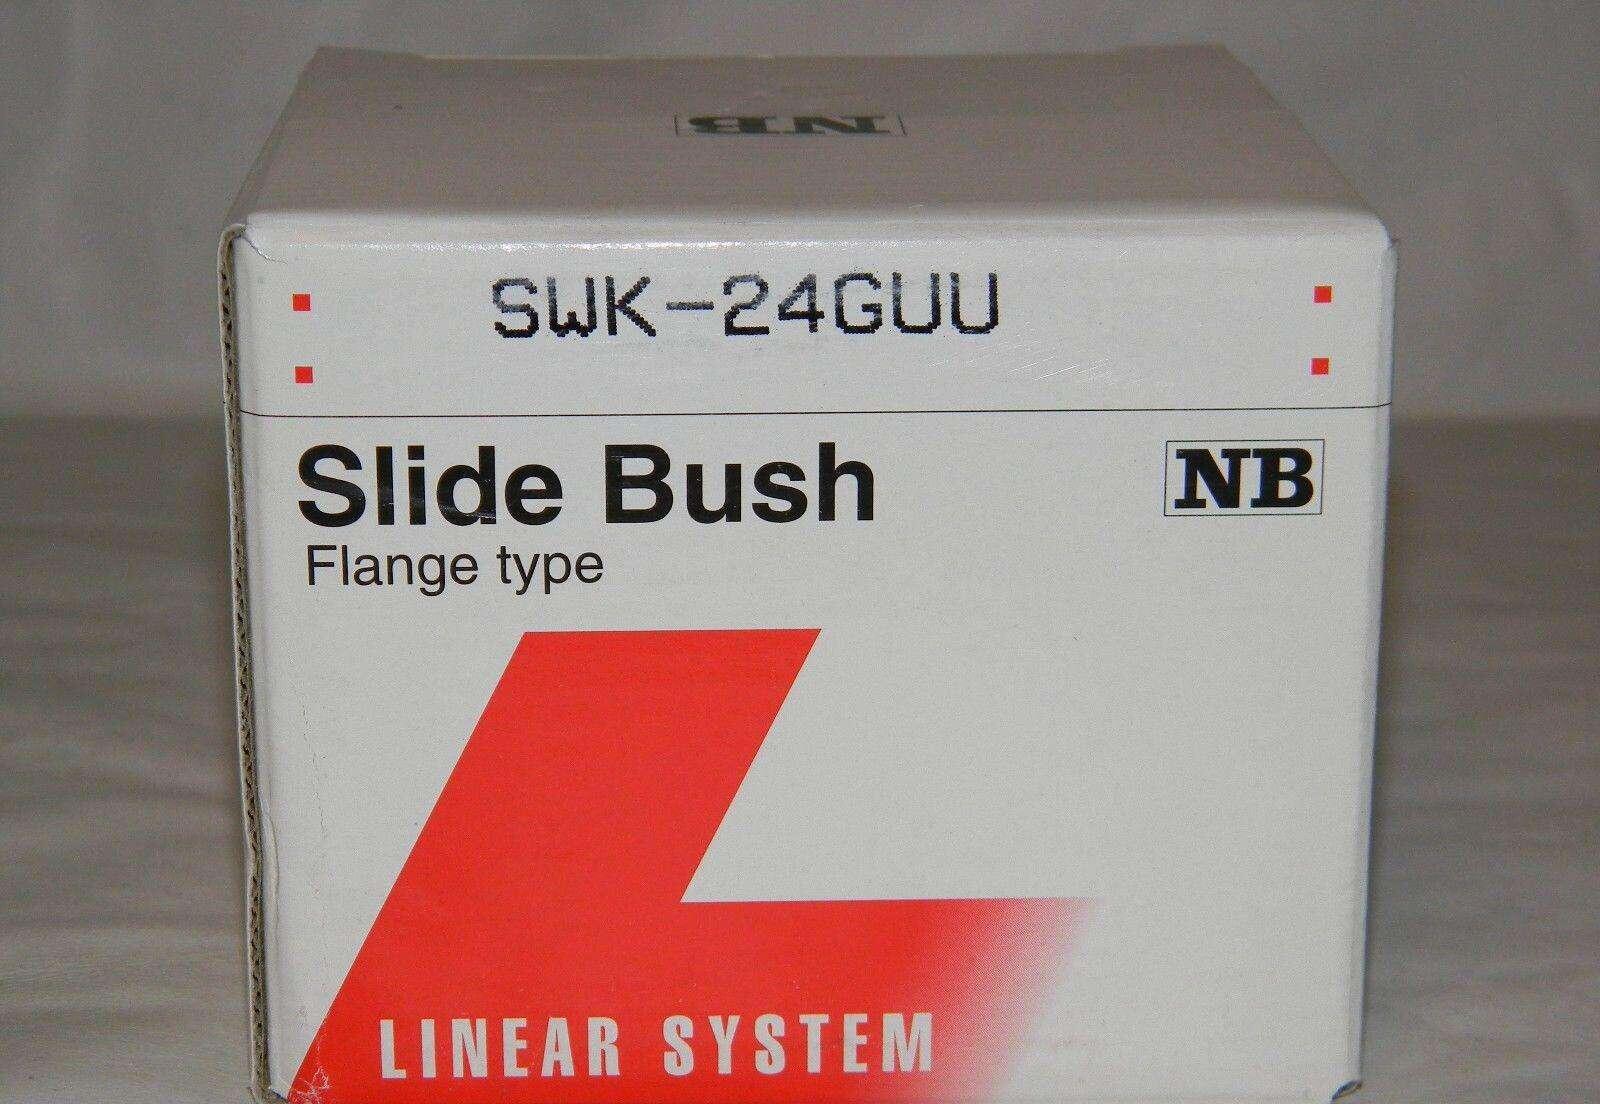 NB
SWK-24GUU
Slide Bush
NB
Flange type
LINEAR SYSTEM